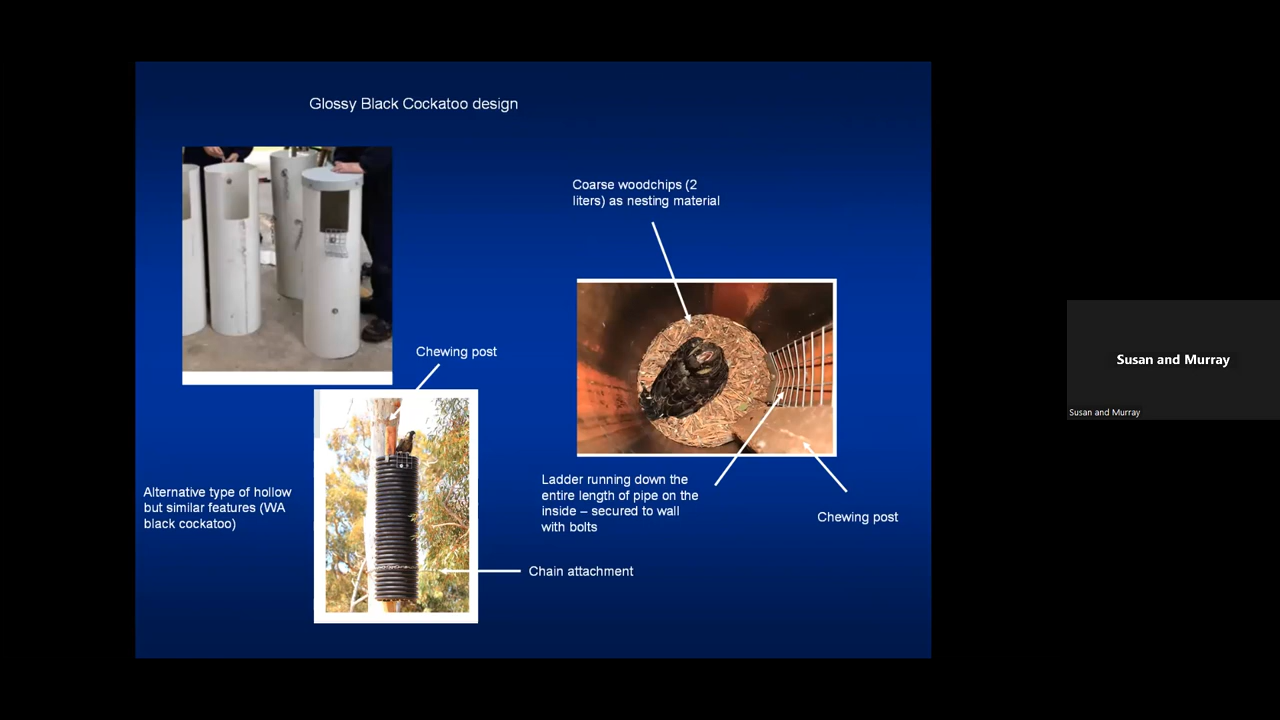 Glossy Black Cockatoo design
Coarse woodchips (2
liters) as nesting material
Chewing post
Ladder running down the
entire length of pipe on the
inside – secured to wall
with bolts
Alternative type of hollow
but similar features (WA
black cockatoo)
Chewing post
Chain attachment
Susan and Murray
Susan and Murray